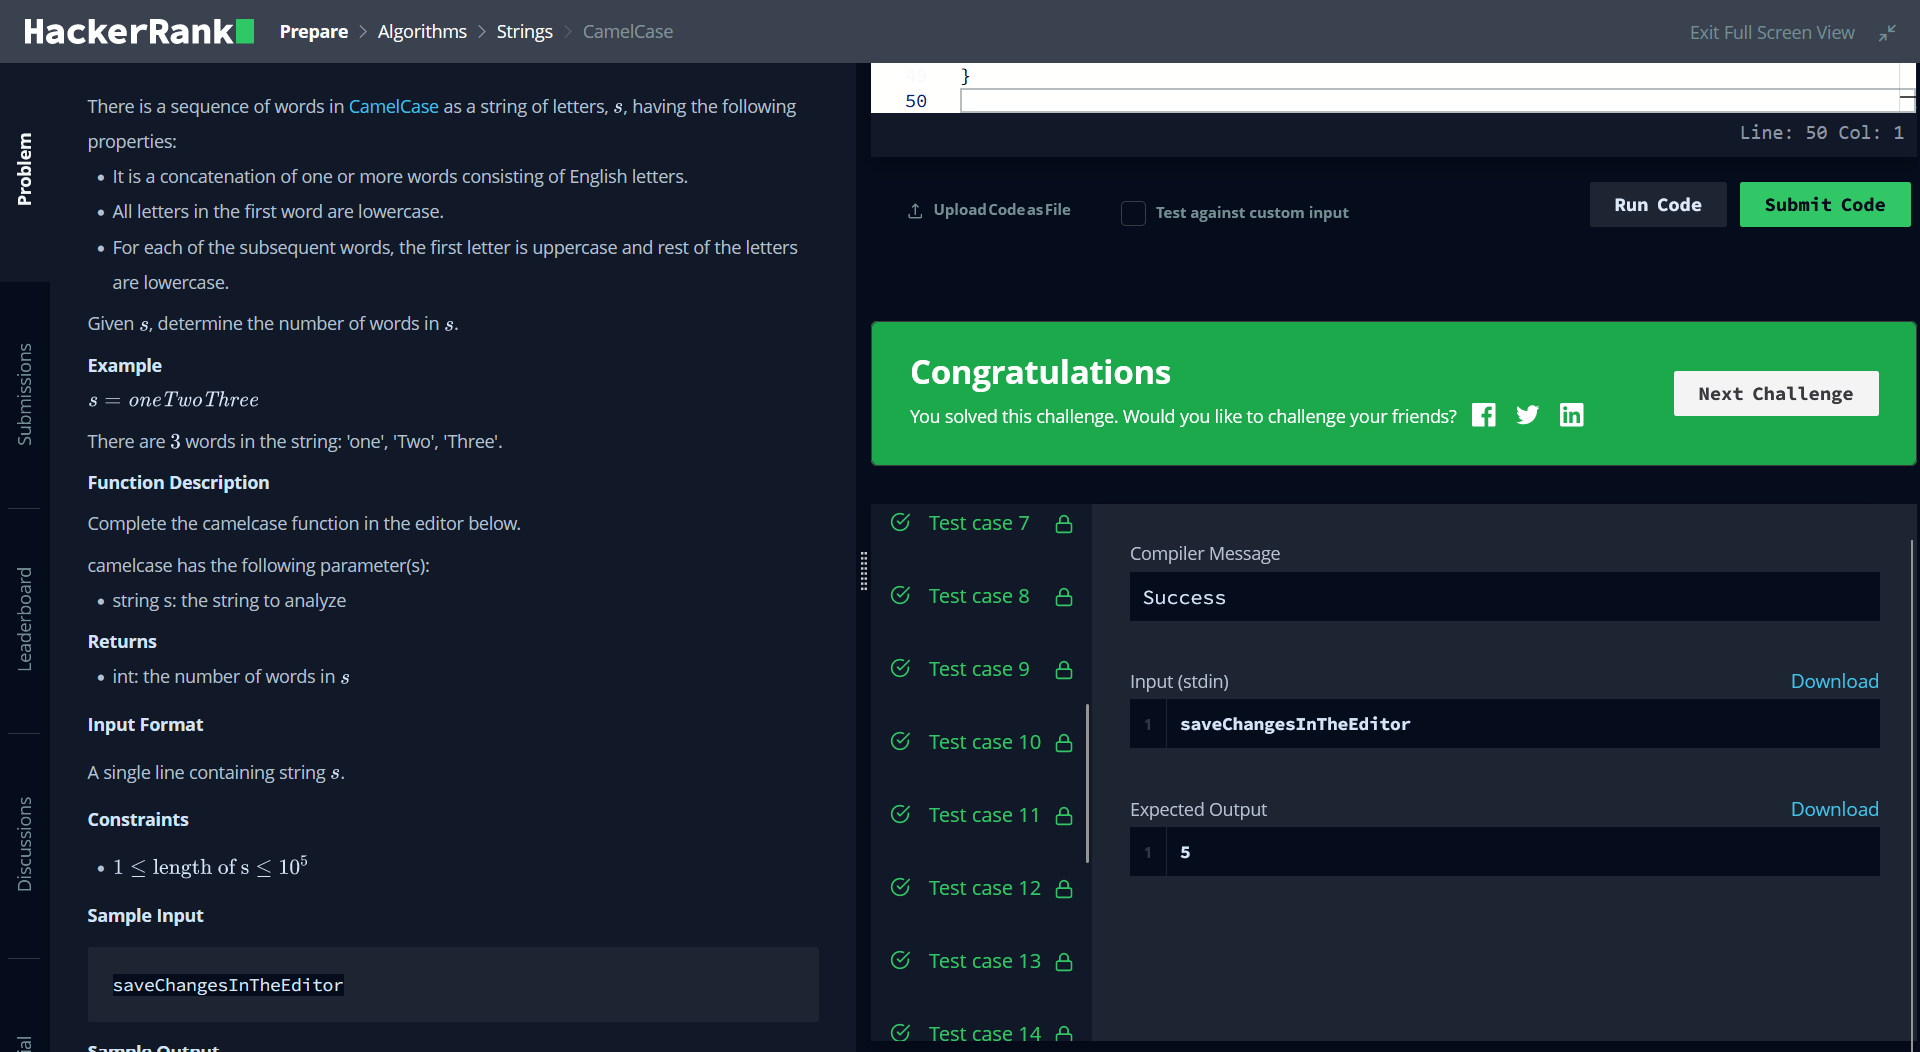 HackerRank
Prepare > Algorithms > Strings > CamelCase
Exit Full Screen View
Problem
Submissions
Leaderboard
Discussions
There is a sequence of words in CamelCase as a string of letters, s, having the following
properties:
• It is a concatenation of one or more words consisting of English letters.
• All letters in the first word are lowercase.
• For each of the subsequent words, the first letter is uppercase and rest of the letters
are lowercase.
Given s, determine the number of words in s.
Example
s = oneTwoThree
There are 3 words in the string: 'one', 'Two', 'Three'.
Function Description
Complete the camelcase function in the editor below.
camelcase has the following parameter(s):
• string s: the string to analyze
Returns
• int: the number of words in s
Input Format
A single line containing string s.
Constraints
• 1 ≤ length of s ≤ 10⁵
Sample Input
saveChangesInTheEditor
Sample Output
49 }
50
Line: 50 Col: 1
Upload Code as File
Test against custom input
Run Code
Submit Code
Congratulations
You solved this challenge. Would you like to challenge your friends?
Next Challenge
Test case 7
Test case 8
Test case 9
Test case 10
Test case 11
Test case 12
Test case 13
Test case 14
Compiler Message
Success
Input (stdin)
Download
1 saveChangesInTheEditor
Expected Output
Download
1 5